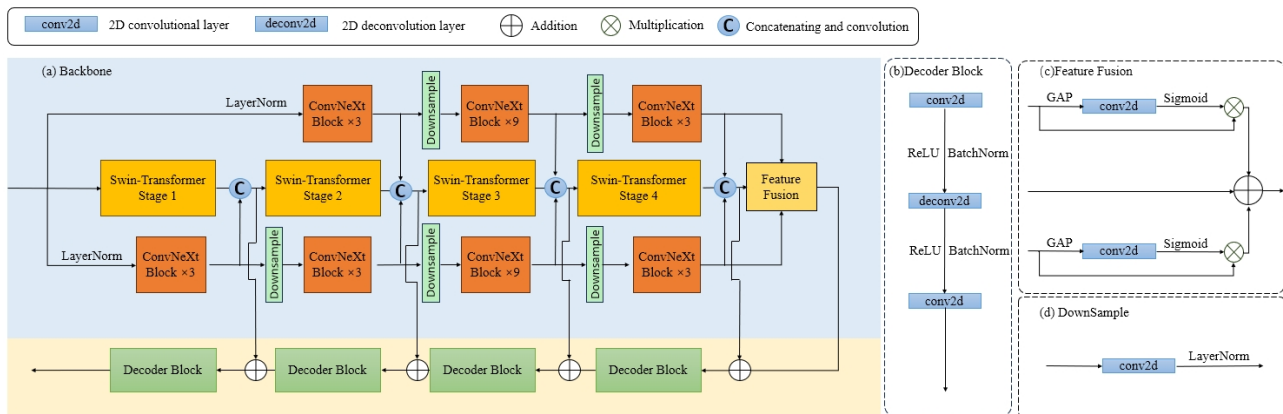 conv2d 2D convolutional layer deconv2d 2D deconvolution layer Addition Multiplication C Concatenating and convolution
(a) Backbone
LayerNorm
ConvNeXt
Block ×3
Downsample
ConvNeXt
Block ×9
Downsample
ConvNeXt
Block ×3
Swin-Transformer
Stage 1
C
Swin-Transformer
Stage 2
C
Swin-Transformer
Stage 3
C
Swin-Transformer
Stage 4
C
Feature
Fusion
LayerNorm
ConvNeXt
Block ×3
Downsample
ConvNeXt
Block ×3
Downsample
ConvNeXt
Block ×9
Downsample
ConvNeXt
Block ×3
Decoder Block
Decoder Block
Decoder Block
Decoder Block
(b)Decoder Block
conv2d
ReLU BatchNorm
deconv2d
ReLU BatchNorm
conv2d
(c)Feature Fusion
GAP conv2d Sigmoid
GAP conv2d Sigmoid
(d) DownSample
conv2d LayerNorm